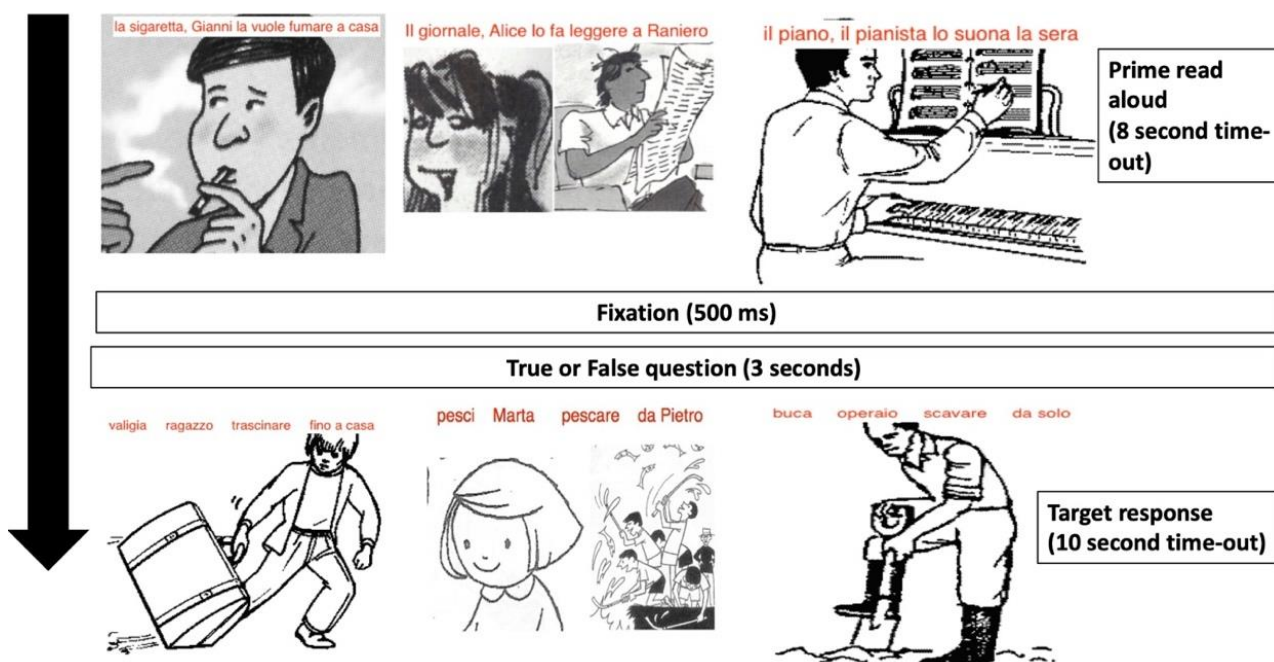 la sigaretta, Gianni la vuole fumare a casa
Il giornale, Alice lo fa leggere a Raniero
il piano, il pianista lo suona la sera
Prime read
aloud
(8 second time-
out)
Fixation (500 ms)
True or False question (3 seconds)
valigia ragazzo trascinare fino a casa
pesci Marta pescare da Pietro
buca operaio scavare da solo
Target response
(10 second time-out)